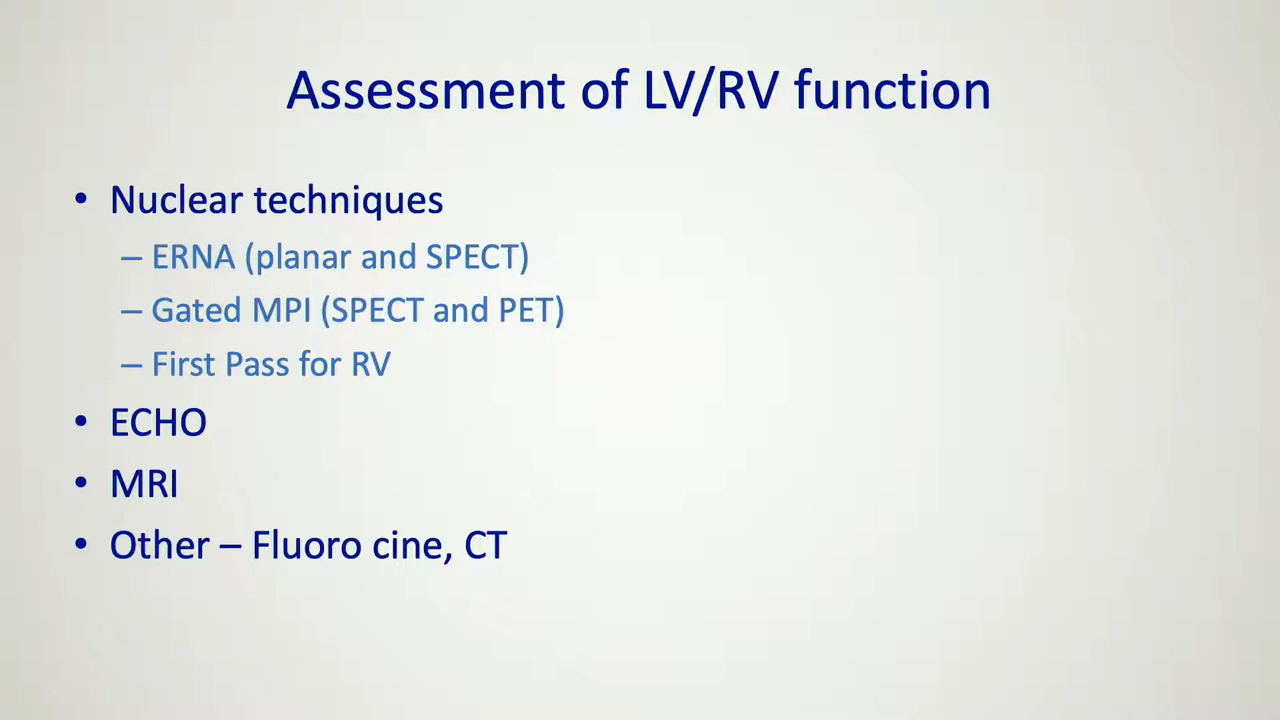 Assessment of LV/RV function
• Nuclear techniques
– ERNA (planar and SPECT)
– Gated MPI (SPECT and PET)
– First Pass for RV
• ECHO
• MRI
• Other – Fluoro cine, CT